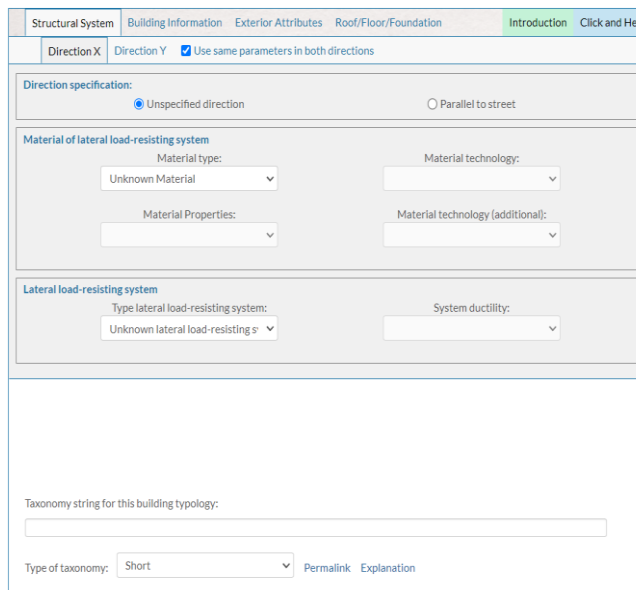 Structural System Building Information Exterior Attributes Roof/Floor/Foundation Introduction Click and He
Direction X Direction Y Use same parameters in both directions
Direction specification:
Unspecified direction Parallel to street
Material of lateral load-resisting system
Material type: Material technology:
Unknown Material
Material Properties: Material technology (additional):
Lateral load-resisting system
Type lateral load-resisting system: System ductility:
Unknown lateral load-resisting s
Taxonomy string for this building typology:
Type of taxonomy: Short Permalink Explanation